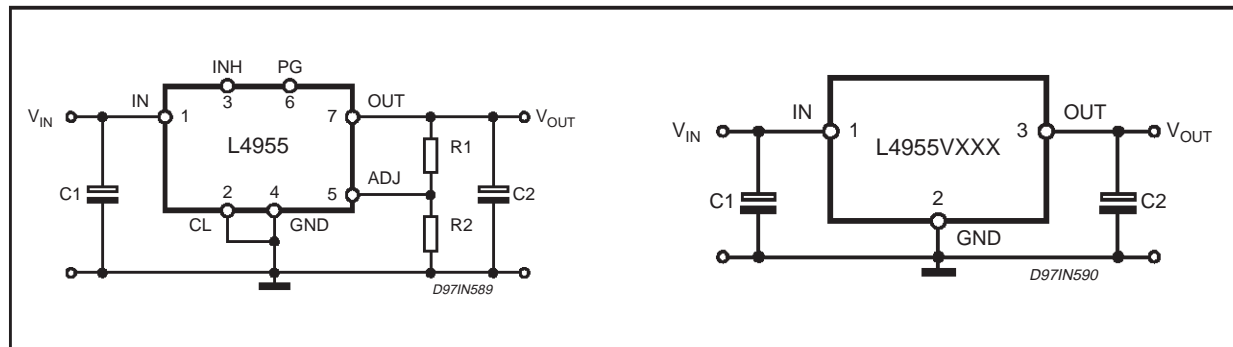 INH PG
3 6
IN OUT
V_IN 1 7 V_OUT
L4955 R1
ADJ
C1 2 4 5 C2
CL GND R2
D97IN589
IN OUT
V_IN 1 3 V_OUT
L4955VXXX
C1 2 C2
GND
D97IN590